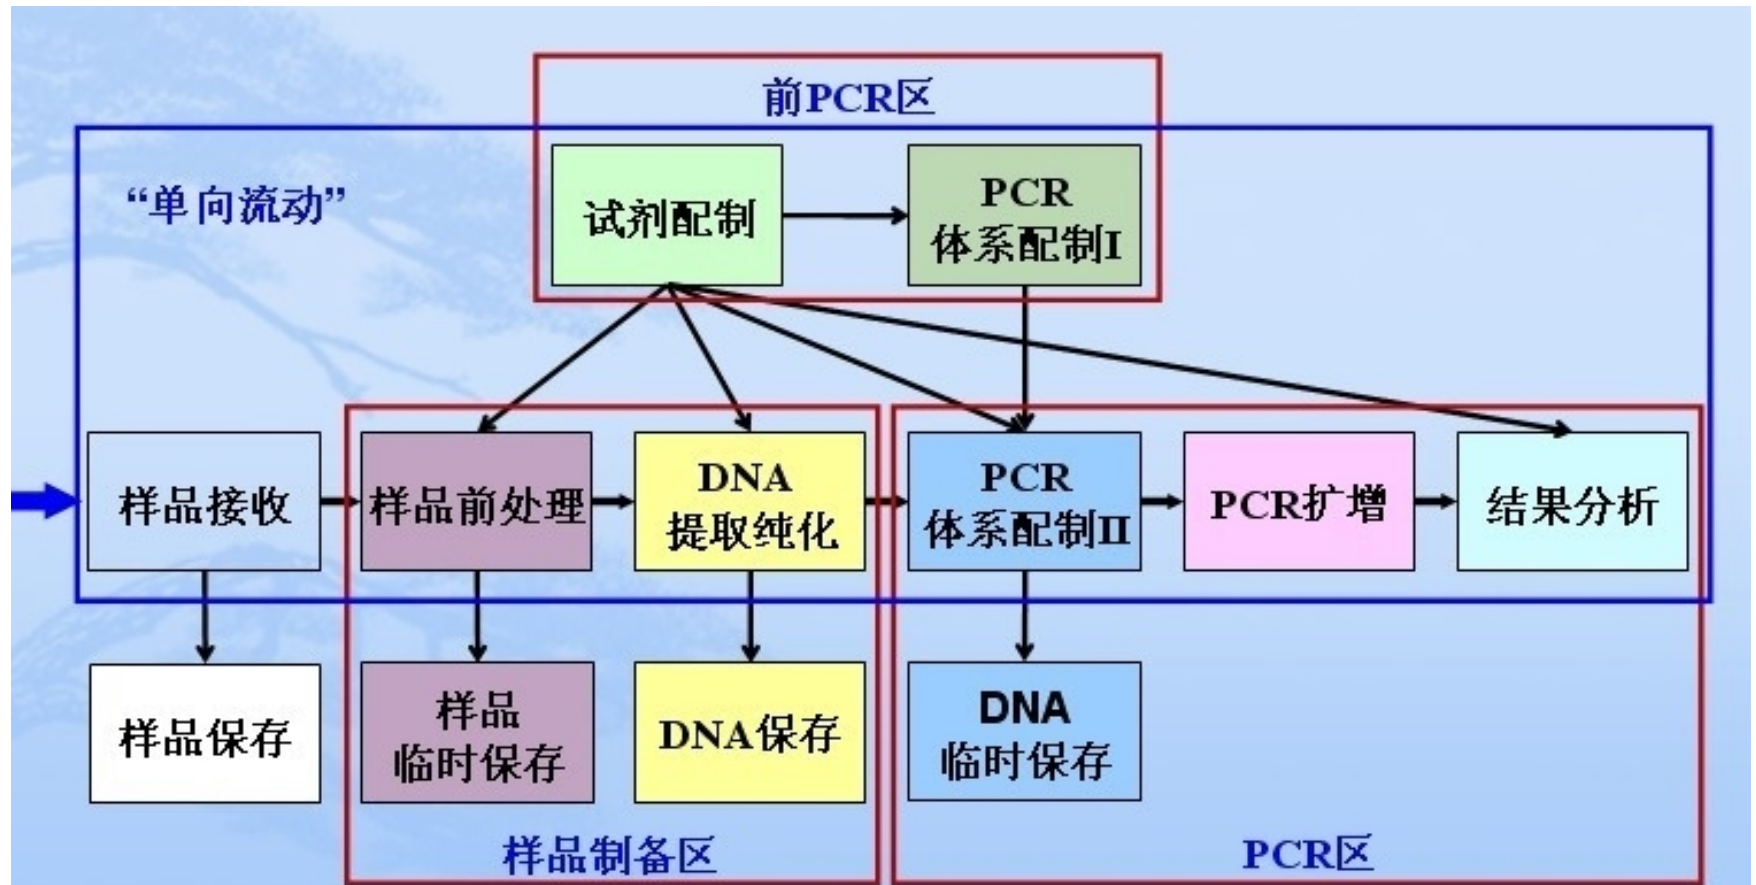 前PCR区
“单向流动”
试剂配制
PCR
体系配制I
样品接收
样品前处理
DNA
提取纯化
PCR
体系配制II
PCR扩增
结果分析
样品保存
样品
临时保存
DNA保存
DNA
临时保存
样品制备区
PCR区